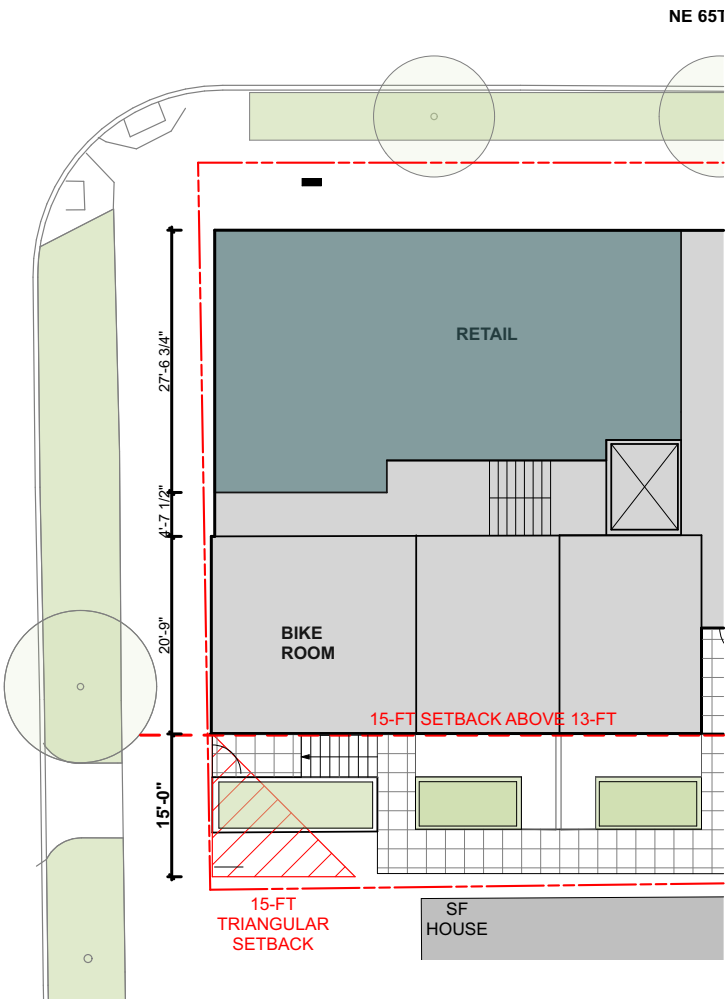 NE 65T
RETAIL
27'-6 3/4"
4'-7 1/2"
20'-9"
BIKE
ROOM
15-FT SETBACK ABOVE 13-FT
15'-0"
15-FT
TRIANGULAR
SETBACK
SF
HOUSE